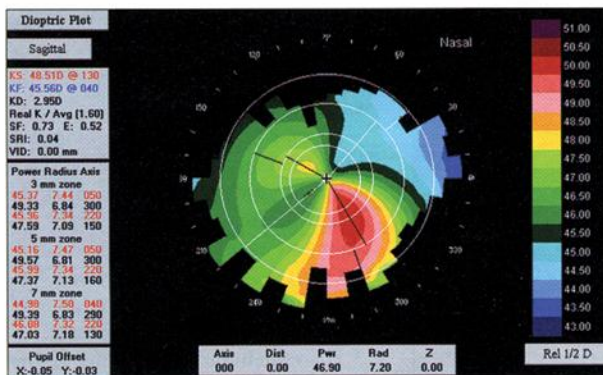 Dioptric Plot
Sagittal
KS: 48.51D @ 130
KF: 45.56D @ 040
KD: 2.95D
Real K / Avg (1.60)
SF: 0.73 E: 0.52
SRI: 0.04
VID: 0.00 mm
Power Radius Axis
3 mm zone
45.37 7.44 050
49.33 6.84 300
45.96 7.34 220
47.59 7.09 150
5 mm zone
45.16 7.47 050
49.57 6.81 300
45.99 7.34 220
47.37 7.13 160
7 mm zone
44.98 7.50 040
49.39 6.83 290
46.08 7.32 220
47.03 7.18 130
Pupil Offset
X:-0.05 Y:-0.03
Nasal
51.00
50.50
50.00
49.50
49.00
48.50
48.00
47.50
47.00
46.50
46.00
45.50
45.00
44.50
44.00
43.50
43.00
Rel 1/2 D
Axis Dist Pwr Rad Z
000 0.00 46.90 7.20 0.00